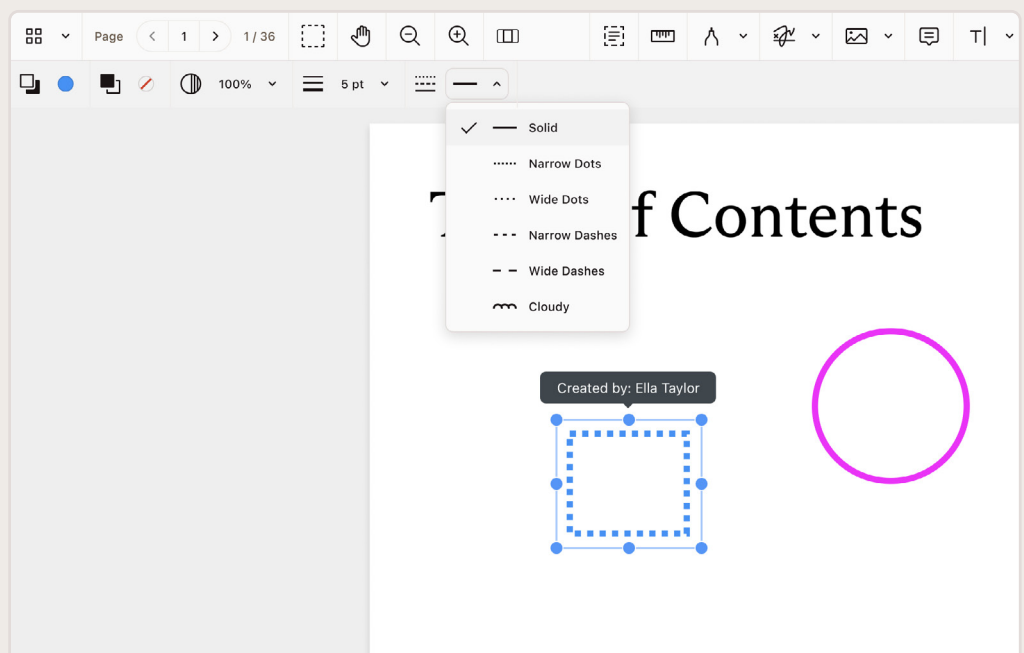 Page 1 1 / 36
T|
100% 5 pt
Solid
Narrow Dots
Wide Dots
Narrow Dashes
Wide Dashes
Cloudy
f Contents
Created by: Ella Taylor